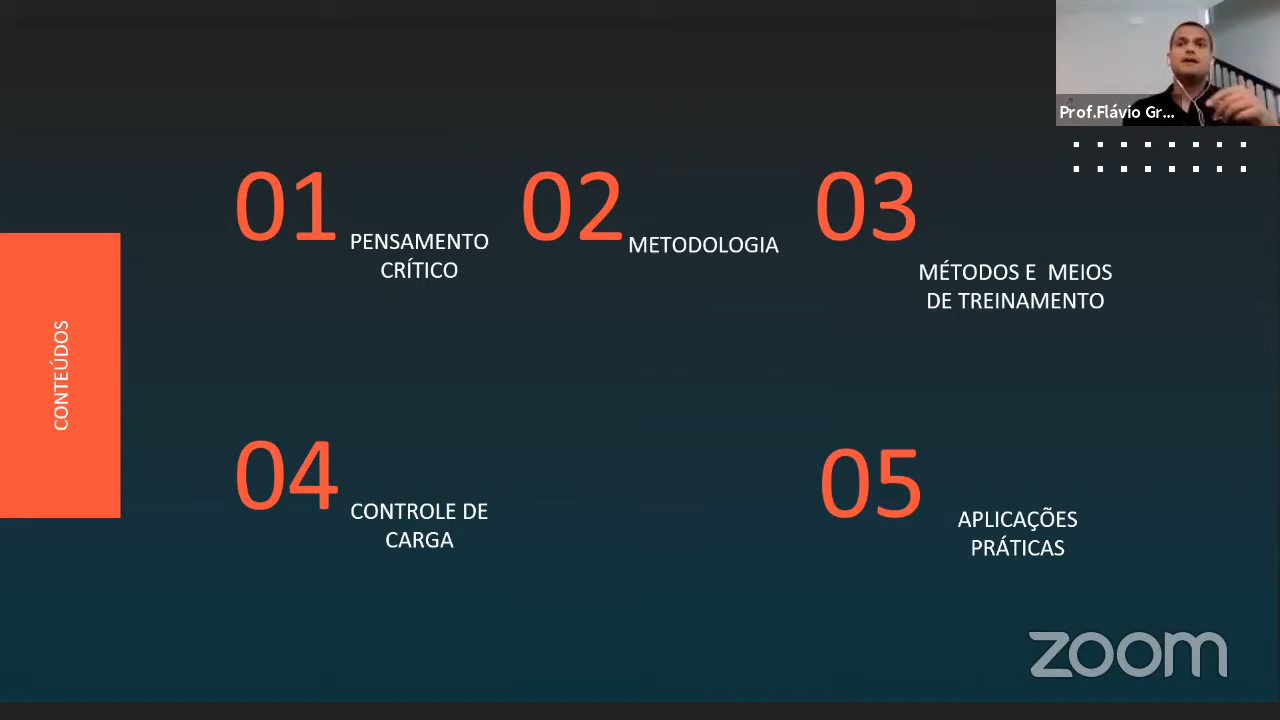 Prof.Flávio Gr...
01
PENSAMENTO
CRÍTICO
02
METODOLOGIA
03
MÉTODOS E  MEIOS
DE TREINAMENTO
CONTEÚDOS
04
CONTROLE DE
CARGA
05
APLICAÇÕES
PRÁTICAS
zoom